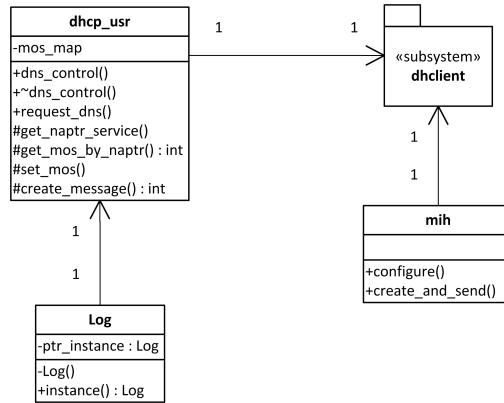 dhcp_usr
-mos_map
+dns_control()
+~dns_control()
+request_dns()
#get_naptr_service()
#get_mos_by_naptr() : int
#set_mos()
#create_message() : int
1
1
«subsystem»
dhclient
1
1
mih
+configure()
+create_and_send()
1
1
Log
-ptr_instance : Log
-Log()
+instance() : Log